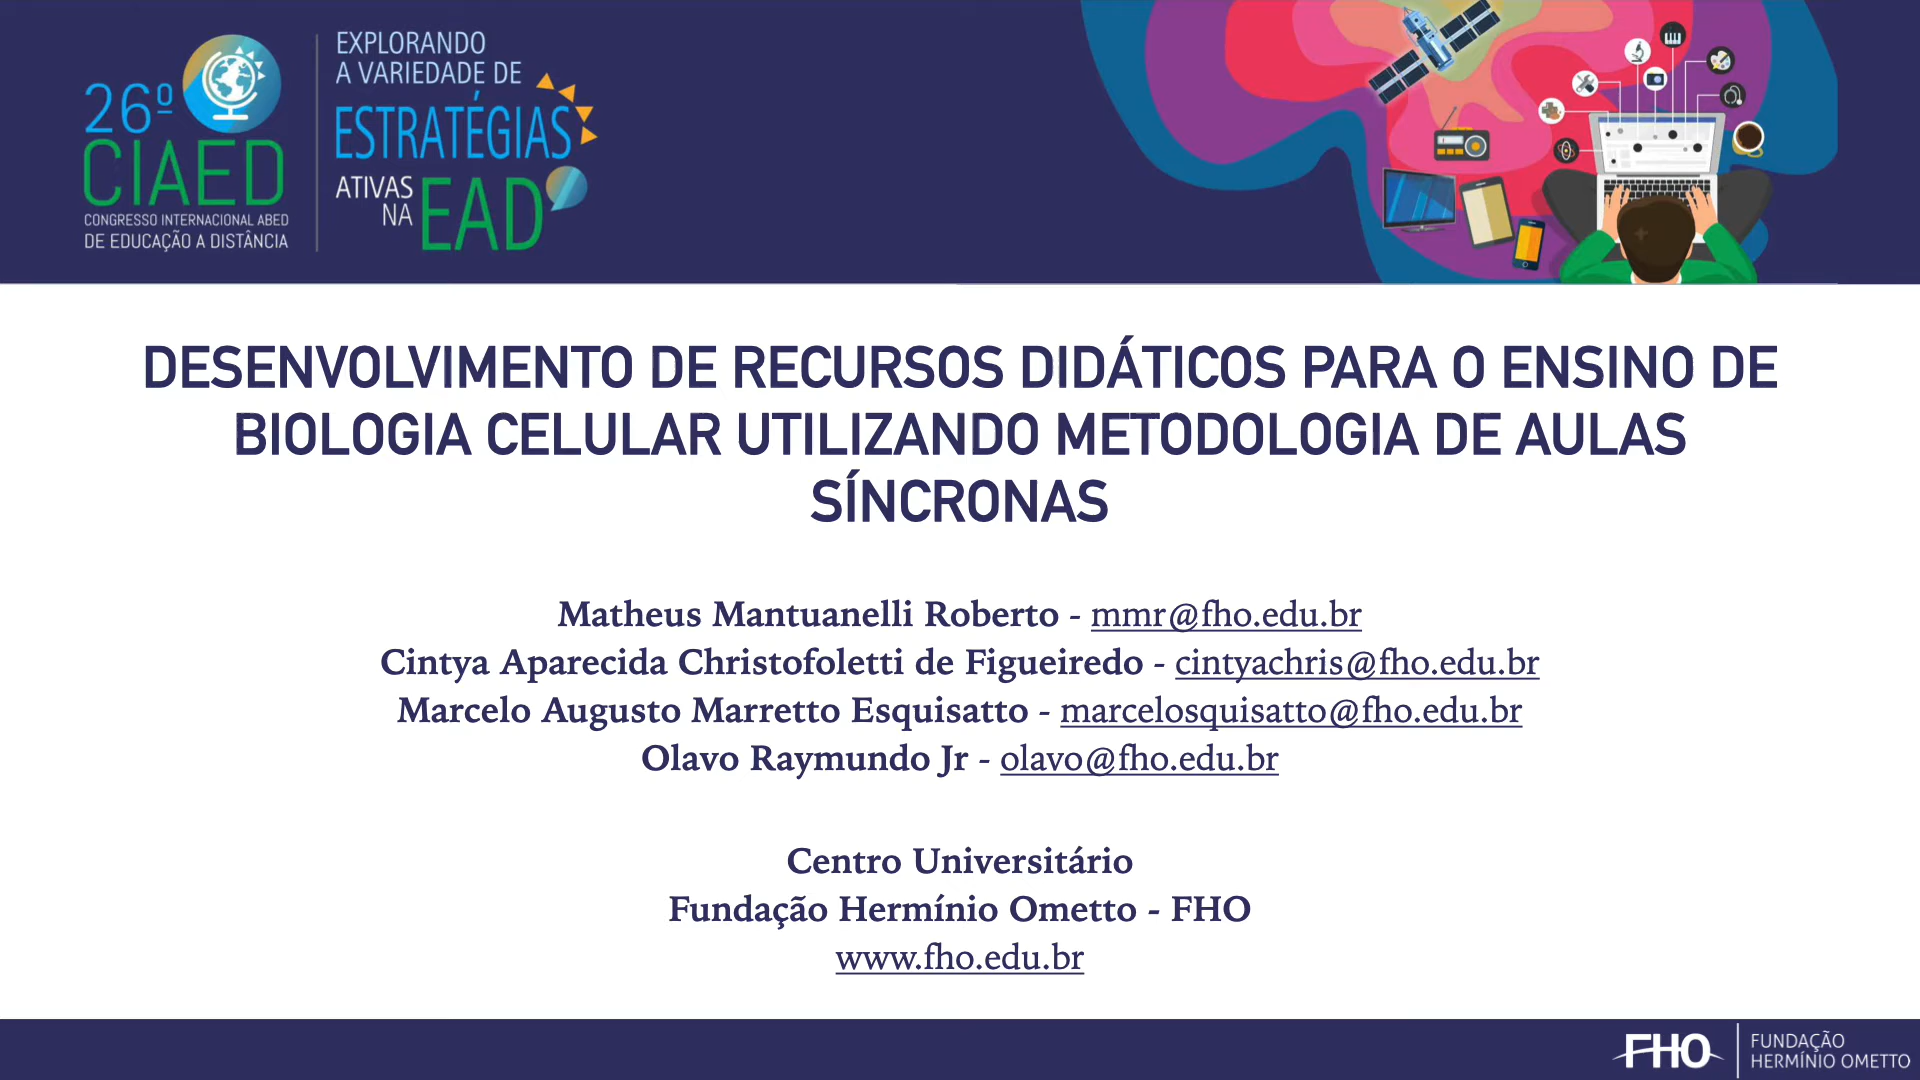 26º
CIAED
CONGRESSO INTERNACIONAL ABED
DE EDUCAÇÃO A DISTÂNCIA
EXPLORANDO
A VARIEDADE DE
ESTRATÉGIAS
ATIVAS
NA EAD
DESENVOLVIMENTO DE RECURSOS DIDÁTICOS PARA O ENSINO DE
BIOLOGIA CELULAR UTILIZANDO METODOLOGIA DE AULAS
SÍNCRONAS
Matheus Mantuanelli Roberto - mmr@fho.edu.br
Cintya Aparecida Christofoletti de Figueiredo - cintyachris@fho.edu.br
Marcelo Augusto Marretto Esquisatto - marcelosquisatto@fho.edu.br
Olavo Raymundo Jr - olavo@fho.edu.br
Centro Universitário
Fundação Hermínio Ometto - FHO
www.fho.edu.br
FHO
FUNDAÇÃO
HERMÍNIO OMETTO